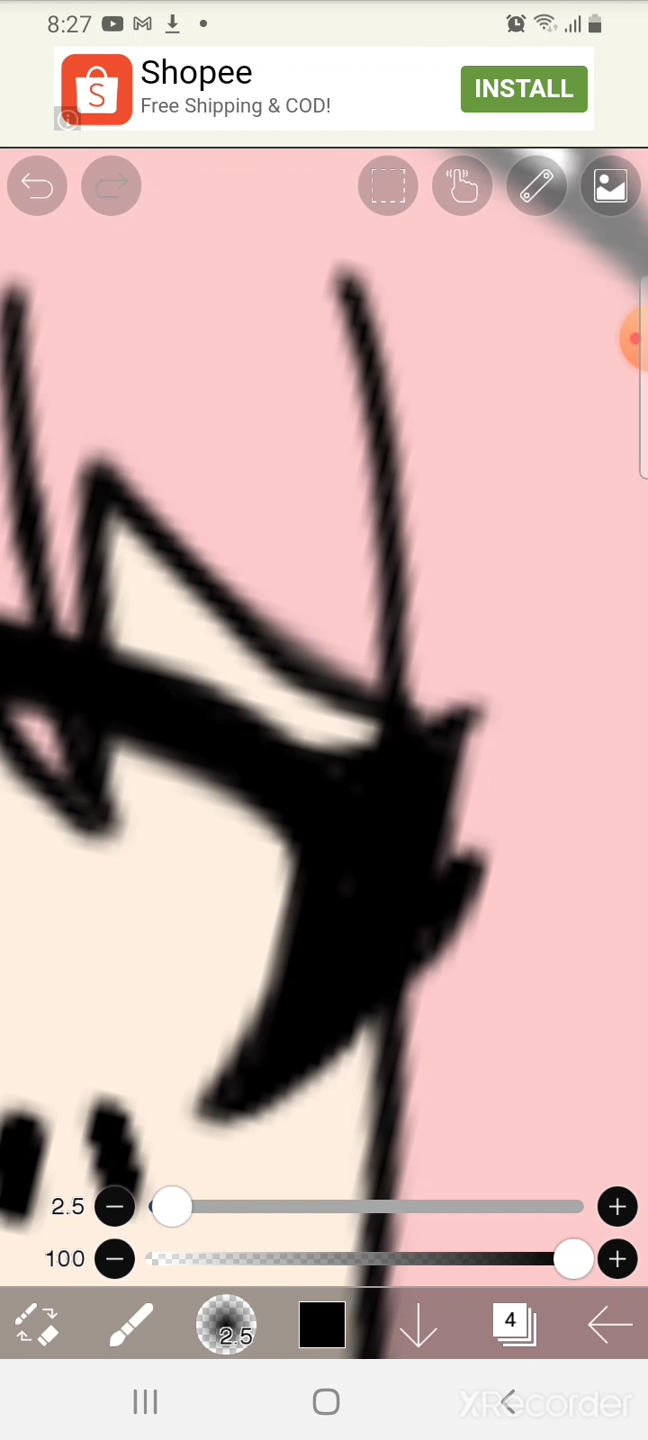 8:27
Shopee
Free Shipping & COD!
INSTALL
S
2.5
100
2.5
4
XRecorder